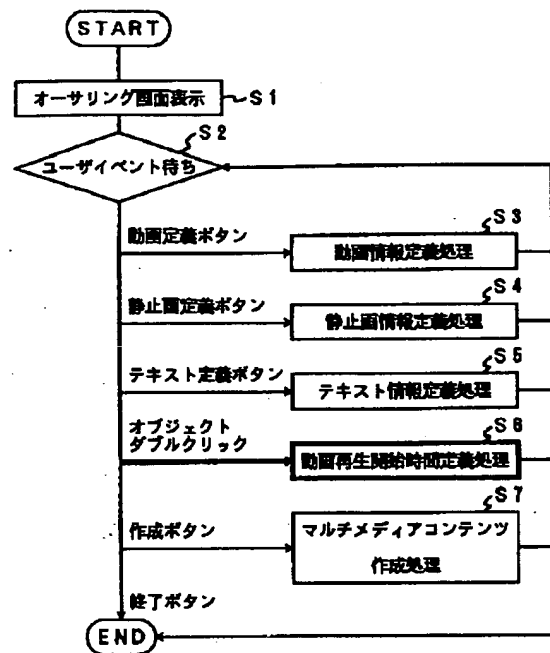 START
オーサリング画面表示 S1
S2
ユーザイベント待ち
S3
動画定義ボタン
動画情報定義処理
S4
静止画定義ボタン
静止画情報定義処理
S5
テキスト定義ボタン
テキスト情報定義処理
オブジェクト
ダブルクリック
S6
動画再生開始時間定義処理
S7
作成ボタン
マルチメディアコンテンツ
作成処理
終了ボタン
END